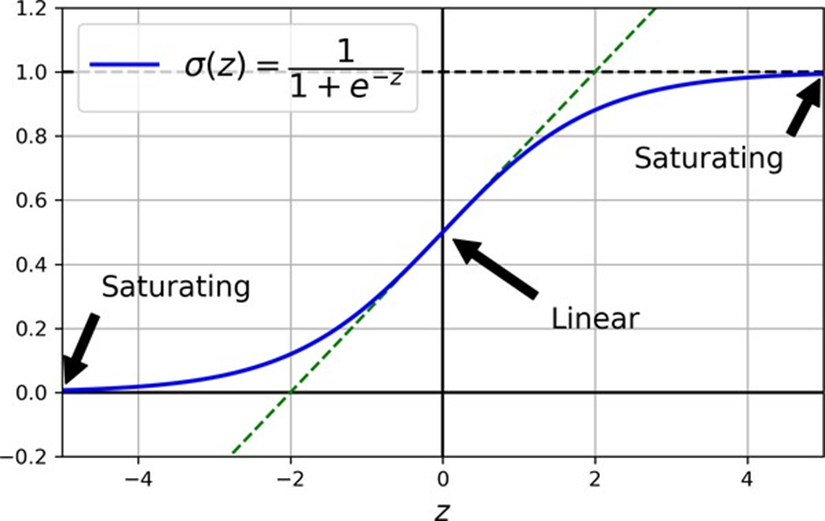 1.2
1.0
0.8
0.6
0.4
0.2
0.0
−0.2
σ(z) = 1 / (1 + e^{−z})
Saturating
Saturating
Linear
−4 −2 0 2 4
z